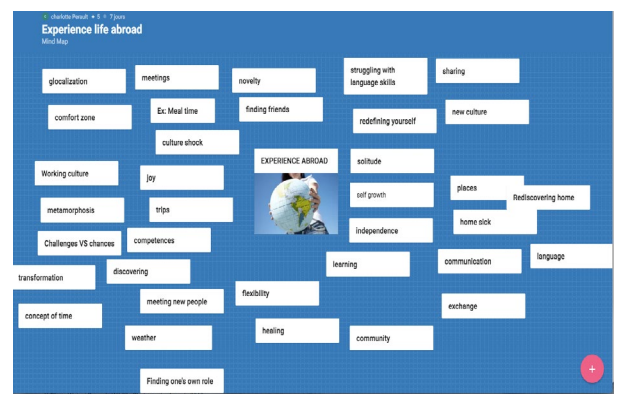 charlotte Perault • 5 • 7 jours
Experience life abroad
Mind Map
glocalization
meetings
novelty
struggling with
language skills
sharing
comfort zone
Ex: Meal time
finding friends
redefining yourself
new culture
culture shock
EXPERIENCE ABROAD
solitude
Working culture
joy
self growth
places
Rediscovering home
metamorphosis
trips
independence
home sick
Challenges VS chances
competences
learning
communication
language
transformation
discovering
meeting new people
flexibility
exchange
concept of time
weather
healing
community
Finding one's own role
+